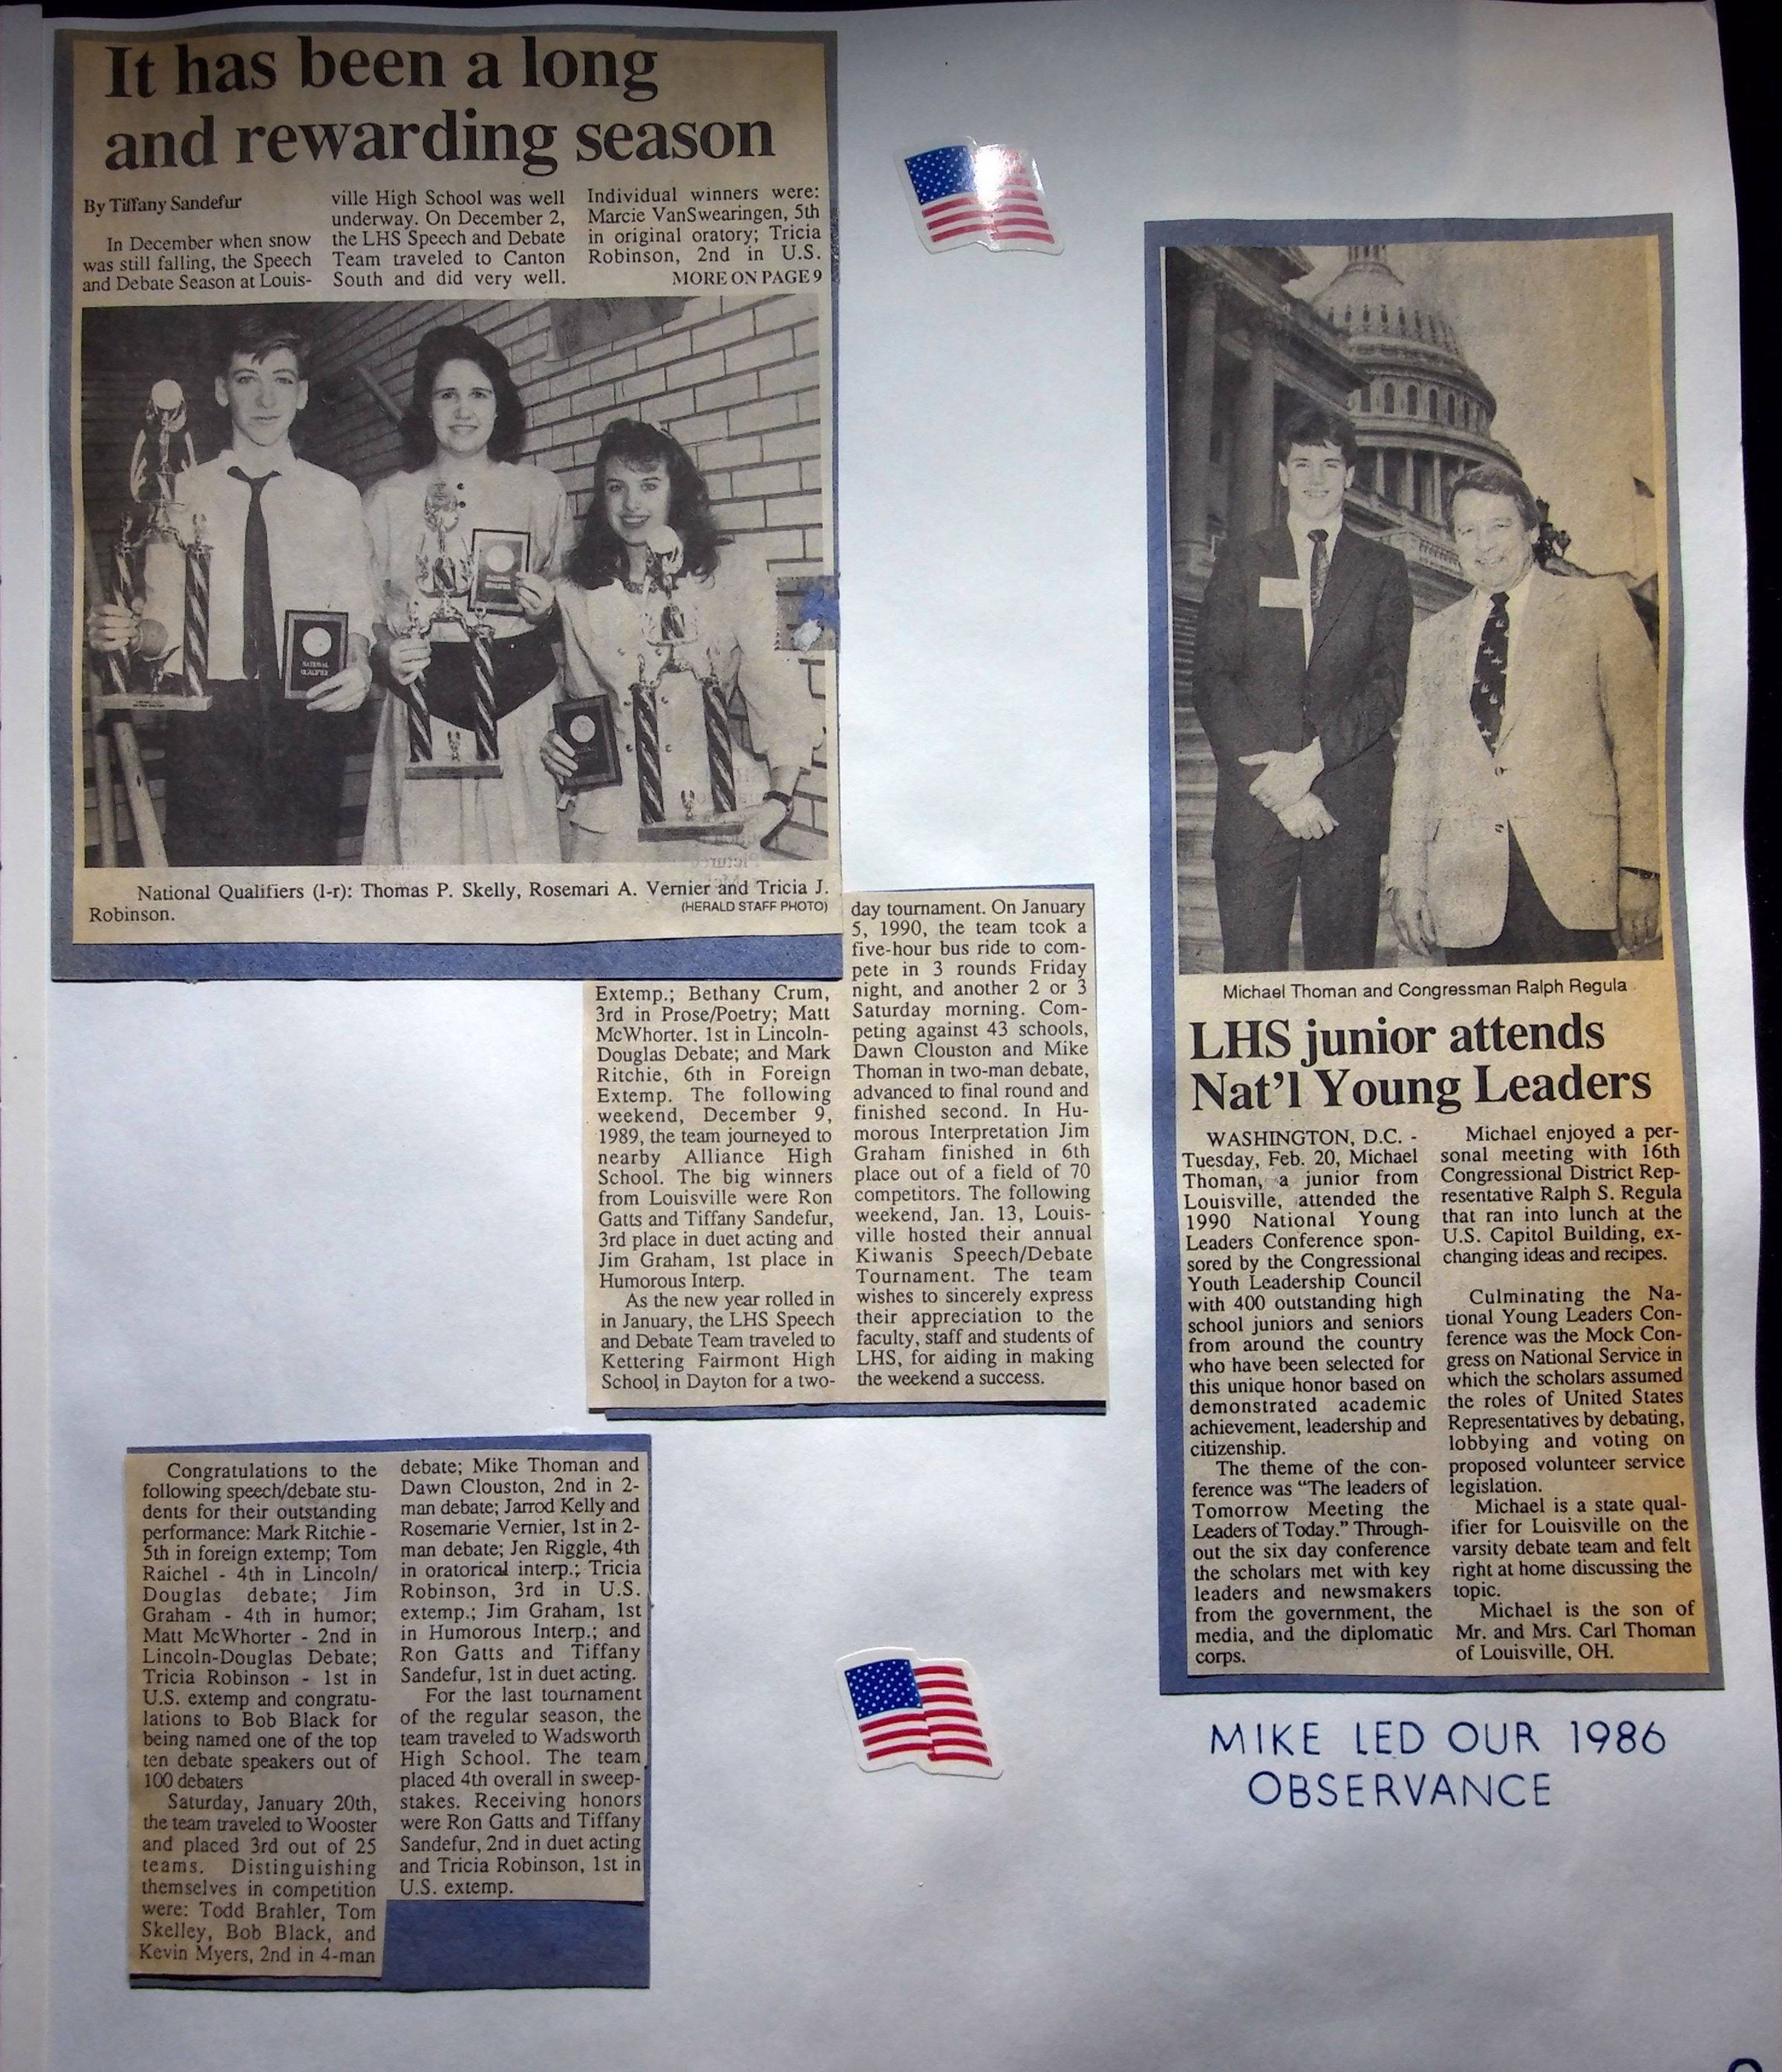 It has been a long
and rewarding season
By Tiffany Sandefur
In December when snow
was still falling, the Speech
and Debate Season at Louis-
ville High School was well
underway. On December 2,
the LHS Speech and Debate
Team traveled to Canton
South and did very well.
Individual winners were:
Marcie VanSwearingen, 5th
in original oratory; Tricia
Robinson, 2nd in U.S.
MORE ON PAGE 9
NATIONAL
QUALIFIER
National Qualifiers (l-r): Thomas P. Skelly, Rosemari A. Vernier and Tricia J.
Robinson.
(HERALD STAFF PHOTO)
Extemp.; Bethany Crum,
3rd in Prose/Poetry; Matt
McWhorter, 1st in Lincoln-
Douglas Debate; and Mark
Ritchie, 6th in Foreign
Extemp. The following
weekend, December 9,
1989, the team journeyed to
nearby Alliance High
School. The big winners
from Louisville were Ron
Gatts and Tiffany Sandefur,
3rd place in duet acting and
Jim Graham, 1st place in
Humorous Interp.
As the new year rolled in
in January, the LHS Speech
and Debate Team traveled to
Kettering Fairmont High
School in Dayton for a two-
day tournament. On January
5, 1990, the team took a
five-hour bus ride to com-
pete in 3 rounds Friday
night, and another 2 or 3
Saturday morning. Com-
peting against 43 schools,
Dawn Clouston and Mike
Thoman in two-man debate,
advanced to final round and
finished second. In Hu-
morous Interpretation Jim
Graham finished in 6th
place out of a field of 70
competitors. The following
weekend, Jan. 13, Louis-
ville hosted their annual
Kiwanis Speech/Debate
Tournament. The team
wishes to sincerely express
their appreciation to the
faculty, staff and students of
LHS, for aiding in making
the weekend a success.
Congratulations to the
following speech/debate stu-
dents for their outstanding
performance: Mark Ritchie -
5th in foreign extemp; Tom
Raichel - 4th in Lincoln/
Douglas debate; Jim
Graham - 4th in humor;
Matt McWhorter - 2nd in
Lincoln-Douglas Debate;
Tricia Robinson - 1st in
U.S. extemp and congratu-
lations to Bob Black for
being named one of the top
ten debate speakers out of
100 debaters
Saturday, January 20th,
the team traveled to Wooster
and placed 3rd out of 25
teams. Distinguishing
themselves in competition
were: Todd Brahler, Tom
Skelley, Bob Black, and
Kevin Myers, 2nd in 4-man
debate; Mike Thoman and
Dawn Clouston, 2nd in 2-
man debate; Jarrod Kelly and
Rosemarie Vernier, 1st in 2-
man debate; Jen Riggle, 4th
in oratorical interp.; Tricia
Robinson, 3rd in U.S.
extemp.; Jim Graham, 1st
in Humorous Interp.; and
Ron Gatts and Tiffany
Sandefur, 1st in duet acting.
For the last tournament
of the regular season, the
team traveled to Wadsworth
High School. The team
placed 4th overall in sweep-
stakes. Receiving honors
were Ron Gatts and Tiffany
Sandefur, 2nd in duet acting
and Tricia Robinson, 1st in
U.S. extemp.
Michael Thoman and Congressman Ralph Regula
LHS junior attends
Nat'l Young Leaders
WASHINGTON, D.C. -
Tuesday, Feb. 20, Michael
Thoman, a junior from
Louisville, attended the
1990 National Young
Leaders Conference spon-
sored by the Congressional
Youth Leadership Council
with 400 outstanding high
school juniors and seniors
from around the country
who have been selected for
this unique honor based on
demonstrated academic
achievement, leadership and
citizenship.
The theme of the con-
ference was "The leaders of
Tomorrow Meeting the
Leaders of Today." Through-
out the six day conference
the scholars met with key
leaders and newsmakers
from the government, the
media, and the diplomatic
corps.
Michael enjoyed a per-
sonal meeting with 16th
Congressional District Rep-
resentative Ralph S. Regula
that ran into lunch at the
U.S. Capitol Building, ex-
changing ideas and recipes.
Culminating the Na-
tional Young Leaders Con-
ference was the Mock Con-
gress on National Service in
which the scholars assumed
the roles of United States
Representatives by debating,
lobbying and voting on
proposed volunteer service
legislation.
Michael is a state qual-
ifier for Louisville on the
varsity debate team and felt
right at home discussing the
topic.
Michael is the son of
Mr. and Mrs. Carl Thoman
of Louisville, OH.
MIKE LED OUR 1986
OBSERVANCE